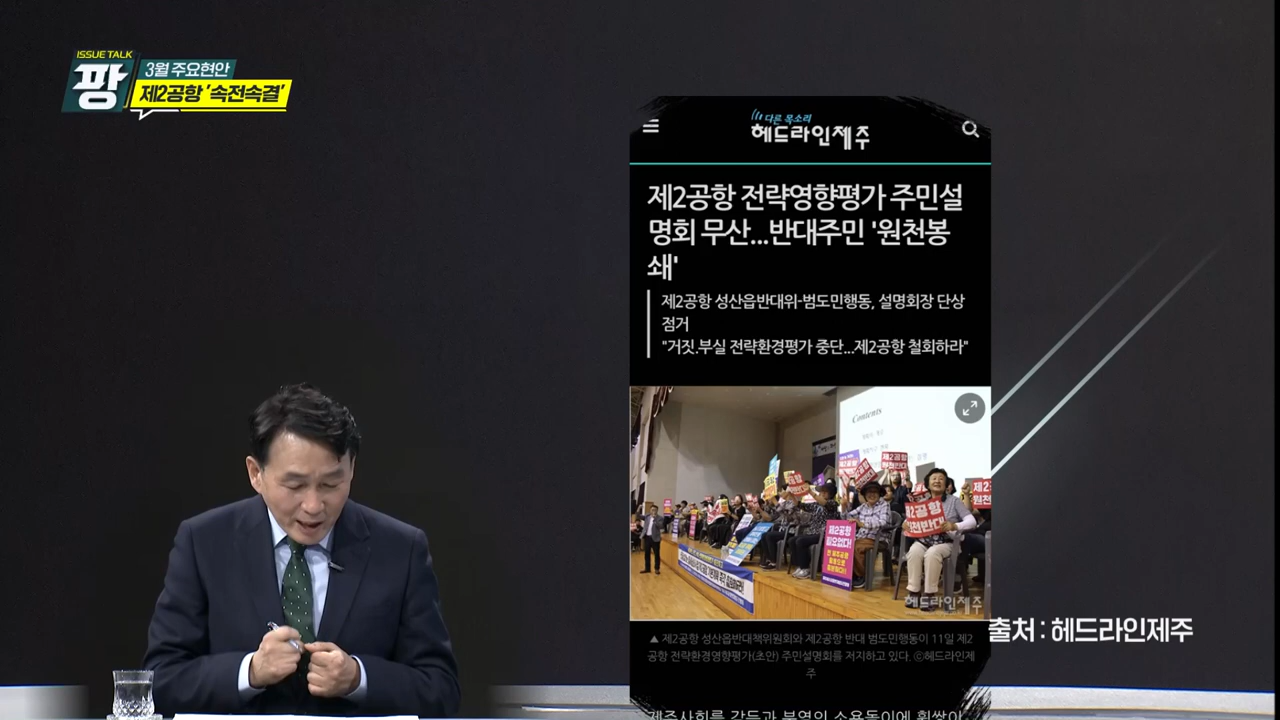 ISSUE TALK
팡
3월 주요현안
제2공항 '속전속결'
다른 목소리
헤드라인제주
제2공항 전략영향평가 주민설
명회 무산...반대주민 '원천봉
쇄'
제2공항 성산읍반대위-범도민행동, 설명회장 단상
점거
"거짓.부실 전략환경평가 중단...제2공항 철회하라"
Contents
제2공항
필요없다!
헤드라인제주
▲ 제2공항 성산읍반대책위원회와 제2공항 반대 범도민행동이 11일 제2
공항 전략환경영향평가(초안) 주민설명회를 저지하고 있다. ⓒ헤드라인제
주
출처 : 헤드라인제주